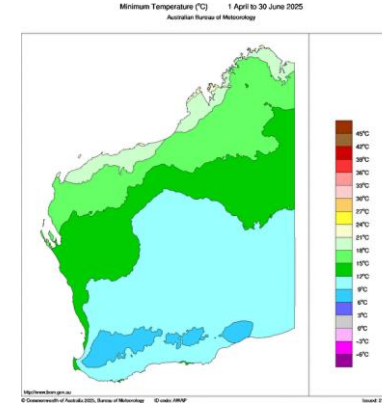 Minimum Temperature (°C)    1 April to 30 June 2025
Australian Bureau of Meteorology
45°C
42°C
39°C
36°C
33°C
30°C
27°C
24°C
21°C
18°C
15°C
12°C
9°C
6°C
3°C
0°C
-3°C
-6°C
http://www.bom.gov.au
© Commonwealth of Australia 2025, Bureau of Meteorology    ID code: AWAP    Issued: 2